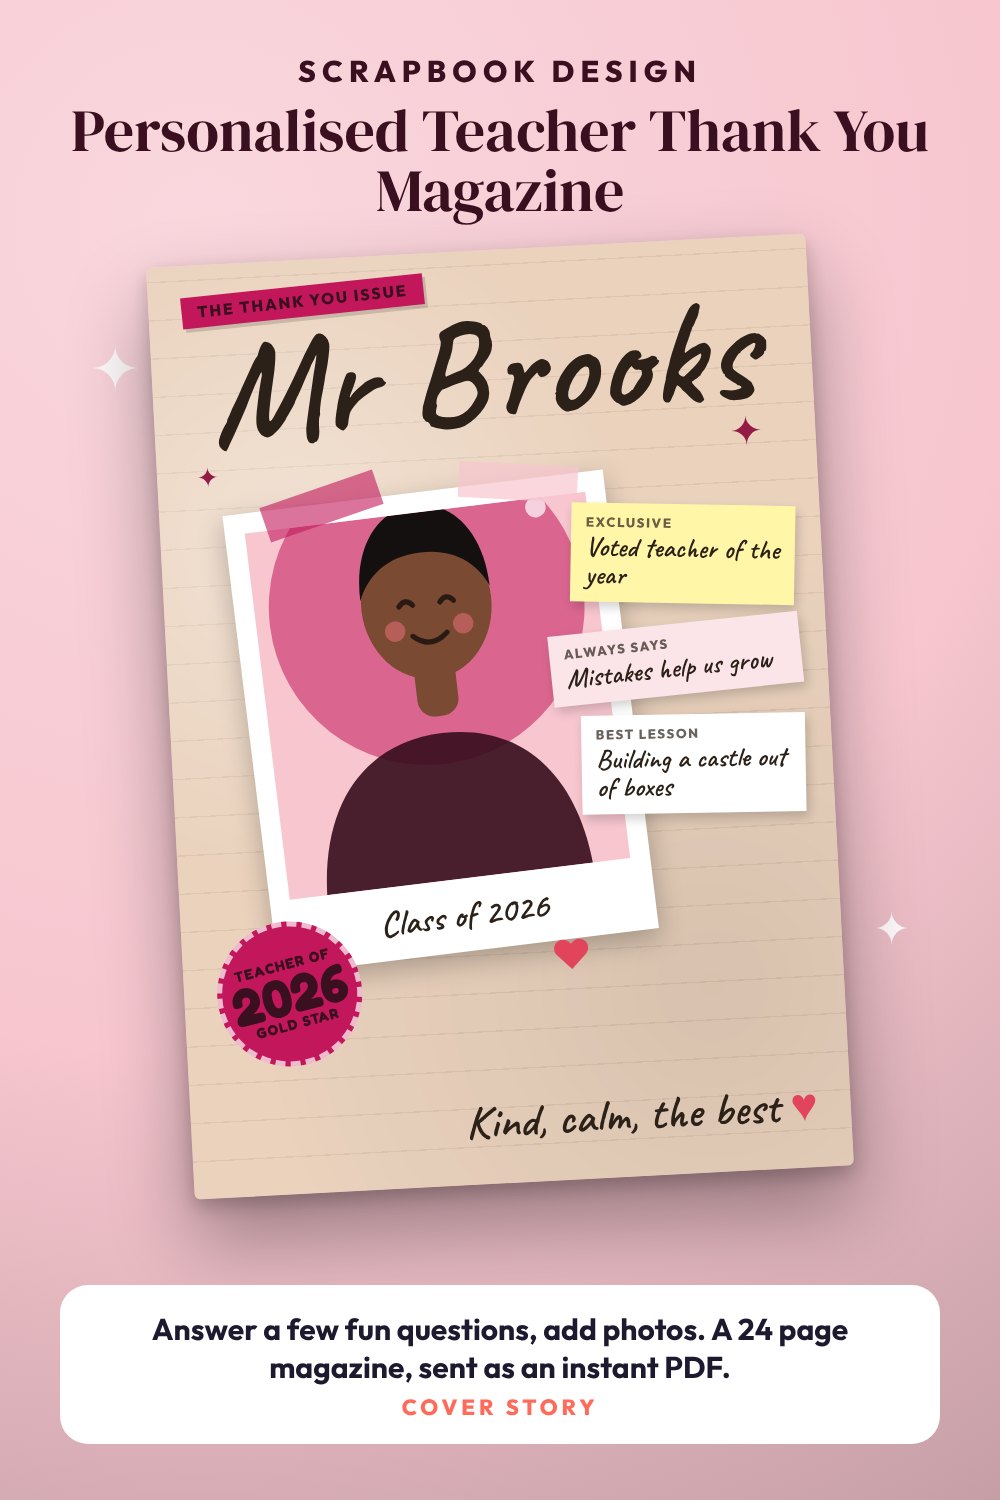 SCRAPBOOK DESIGN
Personalised Teacher Thank You
Magazine
THE THANK YOU ISSUE
Mr Brooks
EXCLUSIVE
Voted teacher of the
year
ALWAYS SAYS
Mistakes help us grow
BEST LESSON
Building a castle out
of boxes
Class of 2026
TEACHER OF
2026
GOLD STAR
Kind, calm, the best ♥
Answer a few fun questions, add photos. A 24 page
magazine, sent as an instant PDF.
COVER STORY